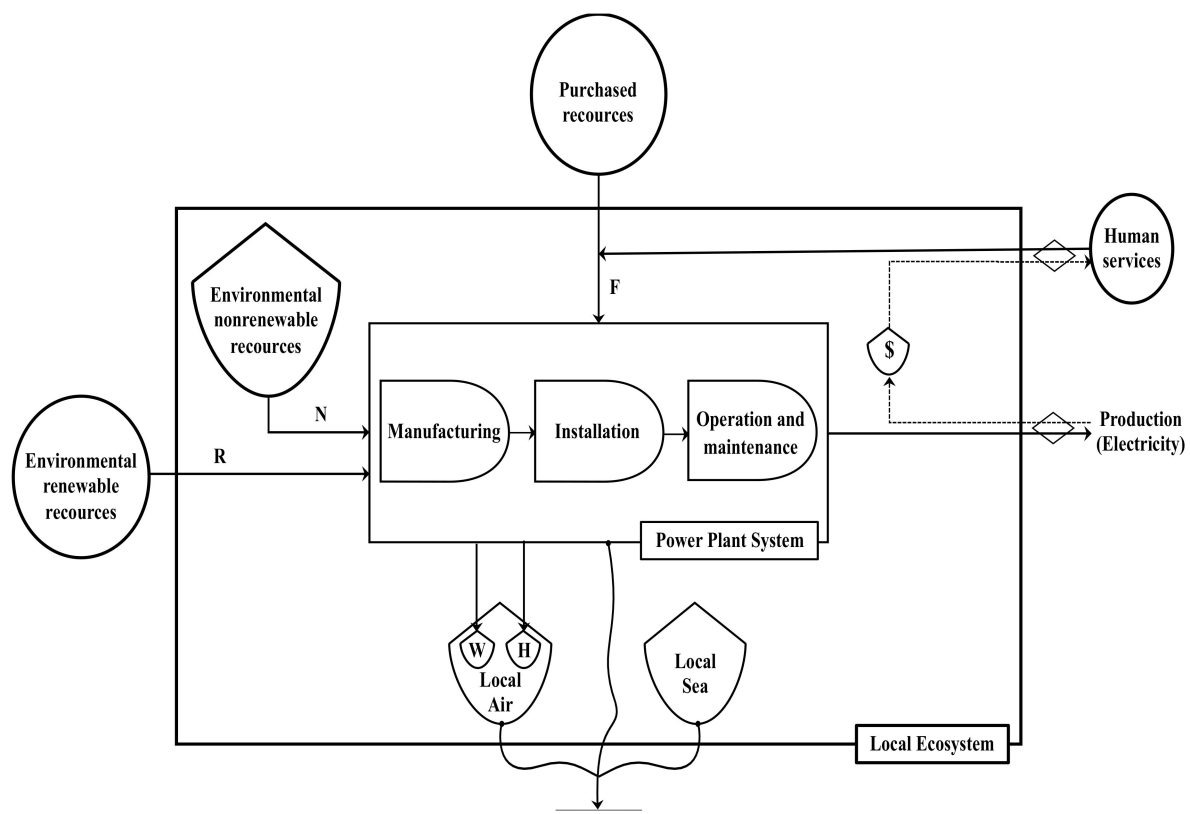 Purchased
recources
Human
services
Environmental
nonrenewable
recources
F
$
N
Manufacturing
Installation
Operation and
maintenance
Production
(Electricity)
Environmental
renewable
recources
R
Power Plant System
W
H
Local
Air
Local
Sea
Local Ecosystem